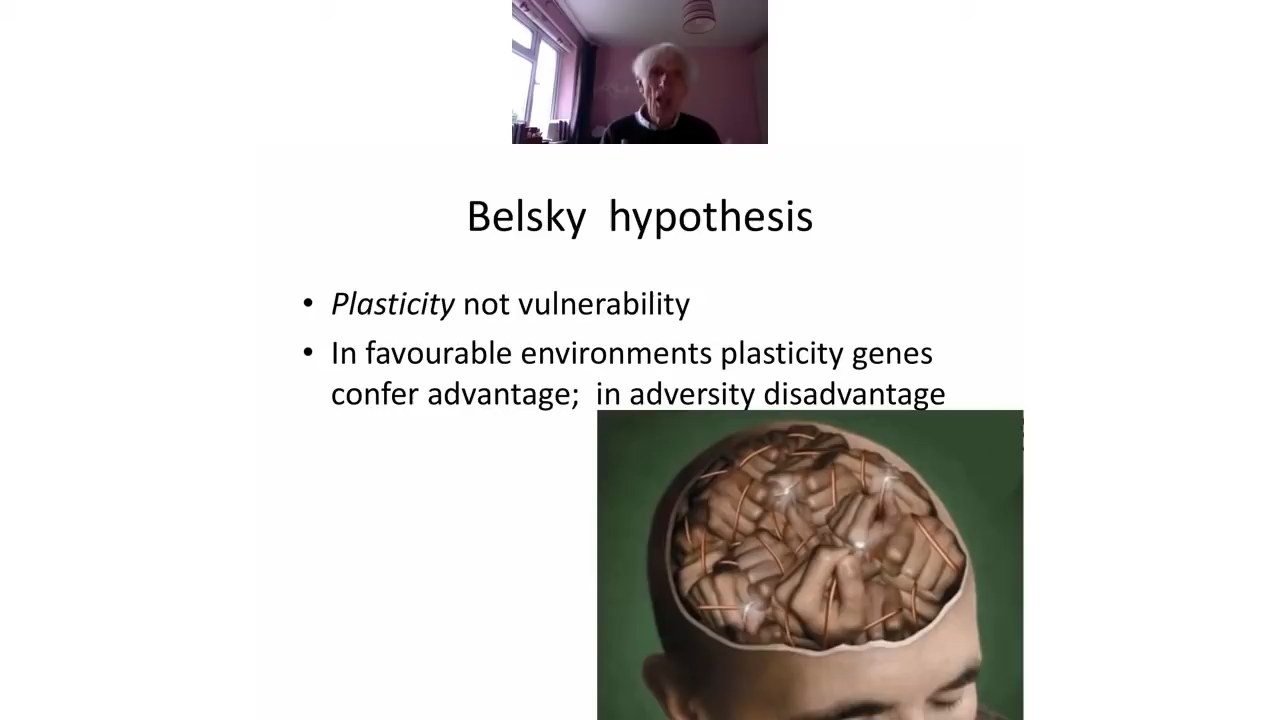 Belsky hypothesis
• Plasticity not vulnerability
• In favourable environments plasticity genes
confer advantage; in adversity disadvantage